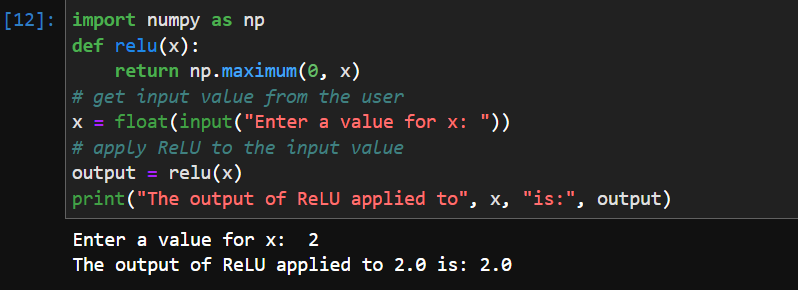 [12]: import numpy as np
def relu(x):
    return np.maximum(0, x)
# get input value from the user
x = float(input("Enter a value for x: "))
# apply ReLU to the input value
output = relu(x)
print("The output of ReLU applied to", x, "is:", output)
Enter a value for x:  2
The output of ReLU applied to 2.0 is: 2.0